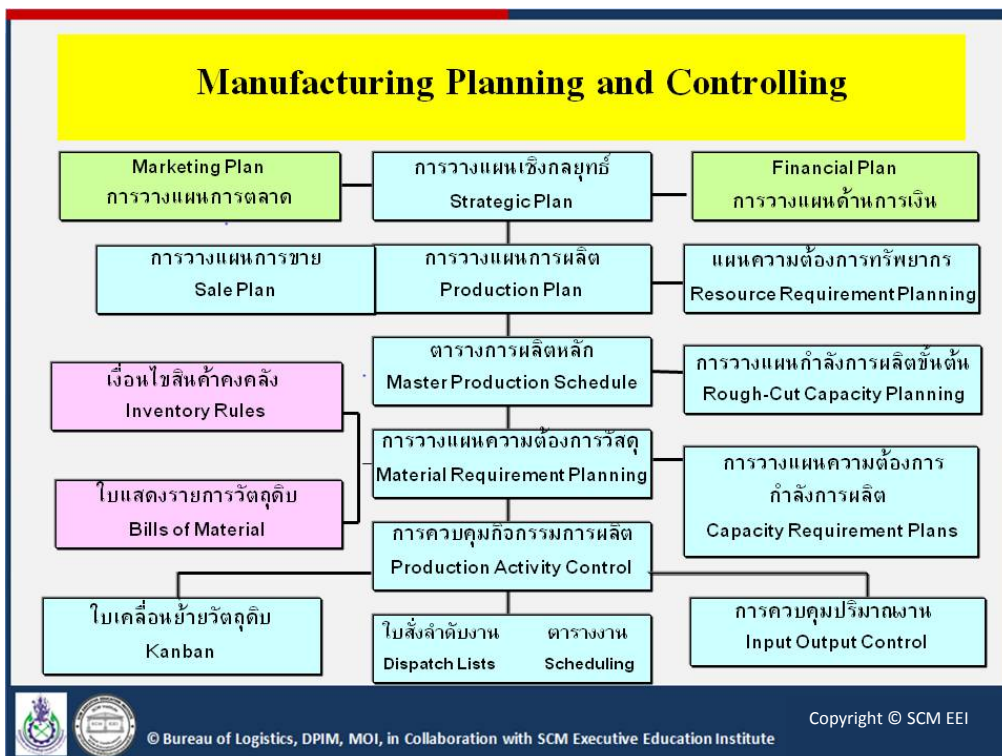 Manufacturing Planning and Controlling
Marketing Plan
การวางแผนการตลาด
การวางแผนเชิงกลยุทธ์
Strategic Plan
Financial Plan
การวางแผนด้านการเงิน
การวางแผนการขาย
Sale Plan
การวางแผนการผลิต
Production Plan
แผนความต้องการทรัพยากร
Resource Requirement Planning
ตารางการผลิตหลัก
Master Production Schedule
การวางแผนกำลังการผลิตขั้นต้น
Rough-Cut Capacity Planning
เงื่อนไขสินค้าคงคลัง
Inventory Rules
การวางแผนความต้องการวัสดุ
Material Requirement Planning
การวางแผนความต้องการ
กำลังการผลิต
Capacity Requirement Plans
ใบแสดงรายการวัตถุดิบ
Bills of Material
การควบคุมกิจกรรมการผลิต
Production Activity Control
ใบเคลื่อนย้ายวัตถุดิบ
Kanban
ใบสั่งลำดับงาน ตารางงาน
Dispatch Lists Scheduling
การควบคุมปริมาณงาน
Input Output Control
Copyright © SCM EEI
© Bureau of Logistics, DPIM, MOI, in Collaboration with SCM Executive Education Institute